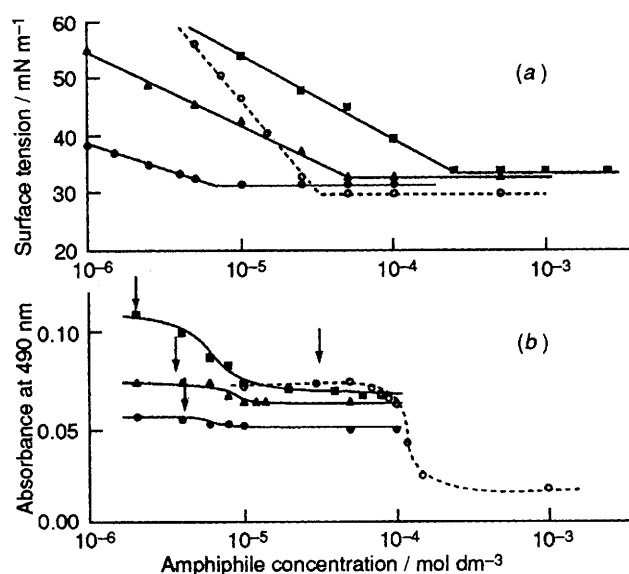 60
50
40
30
20
Surface tension / mN m⁻¹
(a)
10⁻⁶ 10⁻⁵ 10⁻⁴ 10⁻³
0.10
0.05
0.00
Absorbance at 490 nm
(b)
10⁻⁶ 10⁻⁵ 10⁻⁴ 10⁻³
Amphiphile concentration / mol dm⁻³